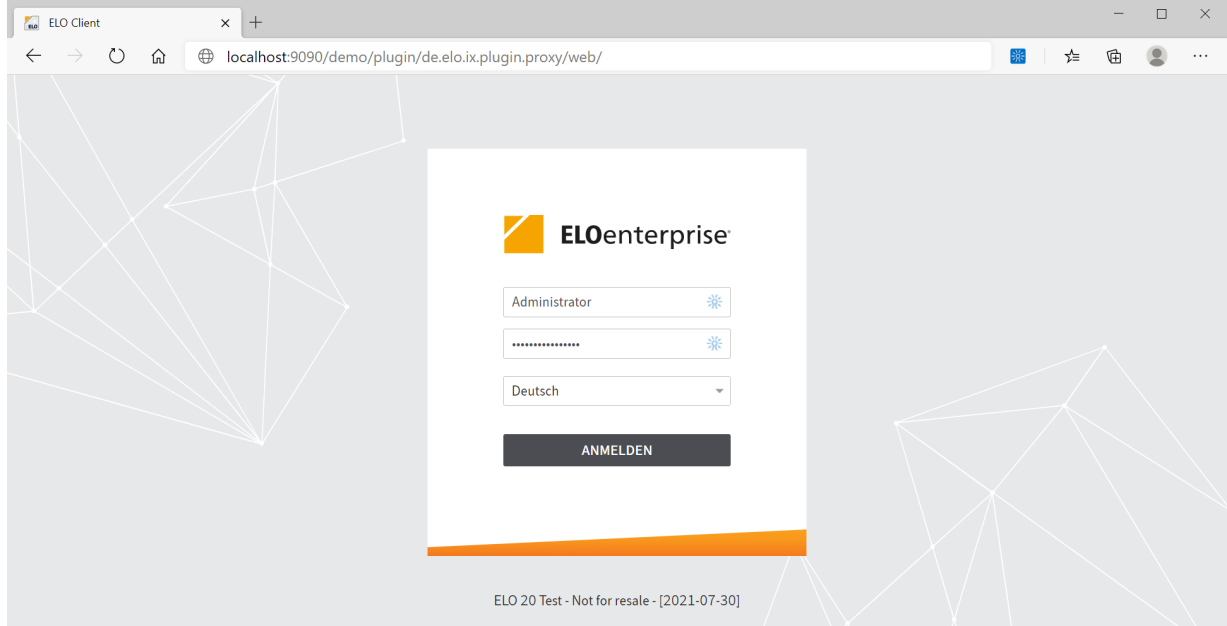 ELO Client
localhost:9090/demo/plugin/de.elo.ix.plugin.proxy/web/
ELOenterprise
Administrator
•••••••••••••••
Deutsch
ANMELDEN
ELO 20 Test - Not for resale - [2021-07-30]